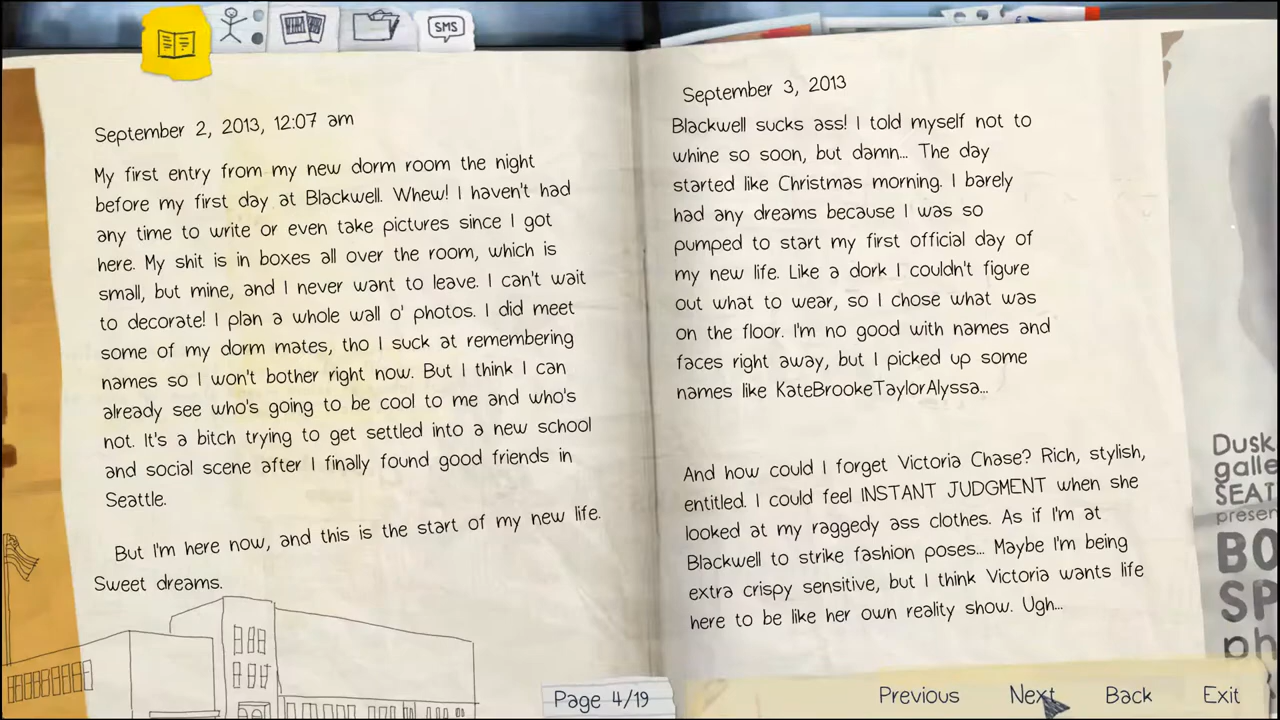 SMS
September 2, 2013, 12:07 am
My first entry from my new dorm room the night
before my first day at Blackwell. Whew! I haven't had
any time to write or even take pictures since I got
here. My shit is in boxes all over the room, which is
small, but mine, and I never want to leave. I can't wait
to decorate! I plan a whole wall o' photos. I did meet
some of my dorm mates, tho I suck at remembering
names so I won't bother right now. But I think I can
already see who's going to be cool to me and who's
not. It's a bitch trying to get settled into a new school
and social scene after I finally found good friends in
Seattle.
But I'm here now, and this is the start of my new life.
Sweet dreams.
September 3, 2013
Blackwell sucks ass! I told myself not to
whine so soon, but damn... The day
started like Christmas morning. I barely
had any dreams because I was so
pumped to start my first official day of
my new life. Like a dork I couldn't figure
out what to wear, so I chose what was
on the floor. I'm no good with names and
faces right away, but I picked up some
names like KateBrookeTaylorAlyssa...
And how could I forget Victoria Chase? Rich, stylish,
entitled. I could feel INSTANT JUDGMENT when she
looked at my raggedy ass clothes. As if I'm at
Blackwell to strike fashion poses... Maybe I'm being
extra crispy sensitive, but I think Victoria wants life
here to be like her own reality show. Ugh...
Dusk
galle
SEAT
presen
BO
SP
ph
Page 4/19
Previous Next Back Exit